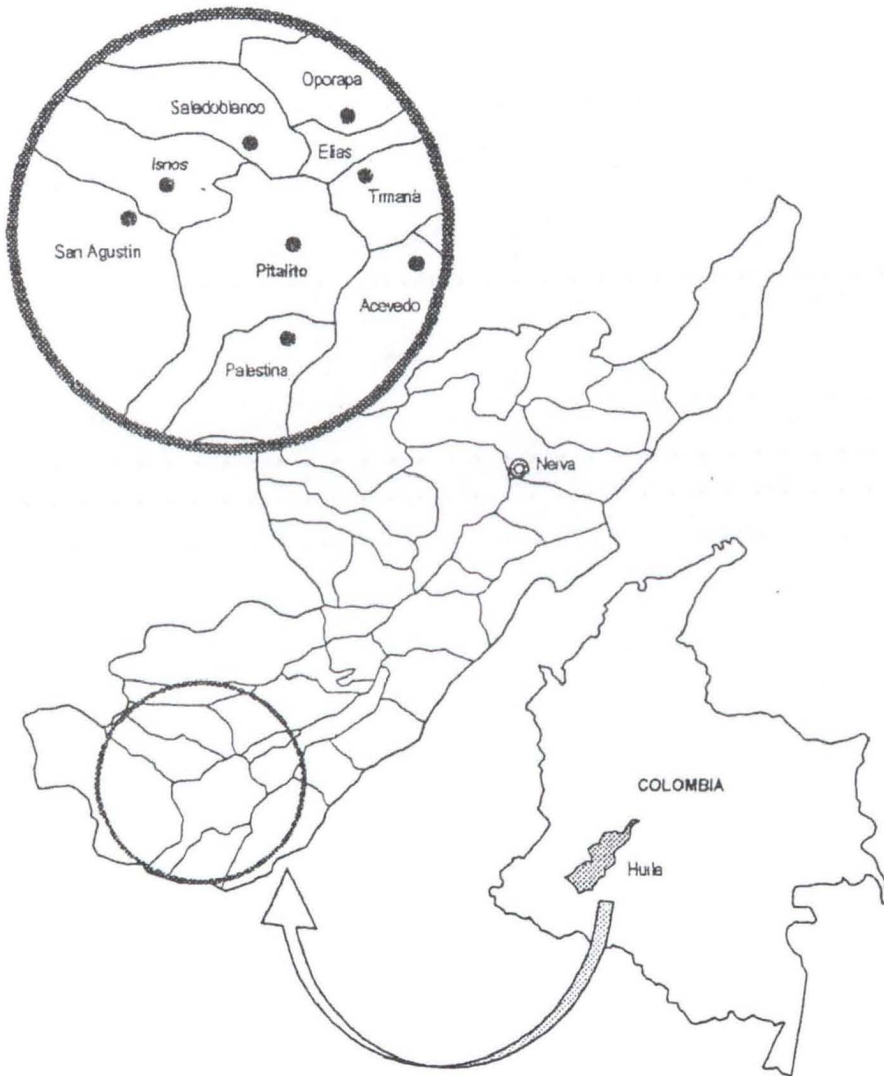 Oporapa
Saladoblanco
Elías
Isnos
Timaná
San Agustín
Pitalito
Acevedo
Palestina
Neiva
COLOMBIA
Huila